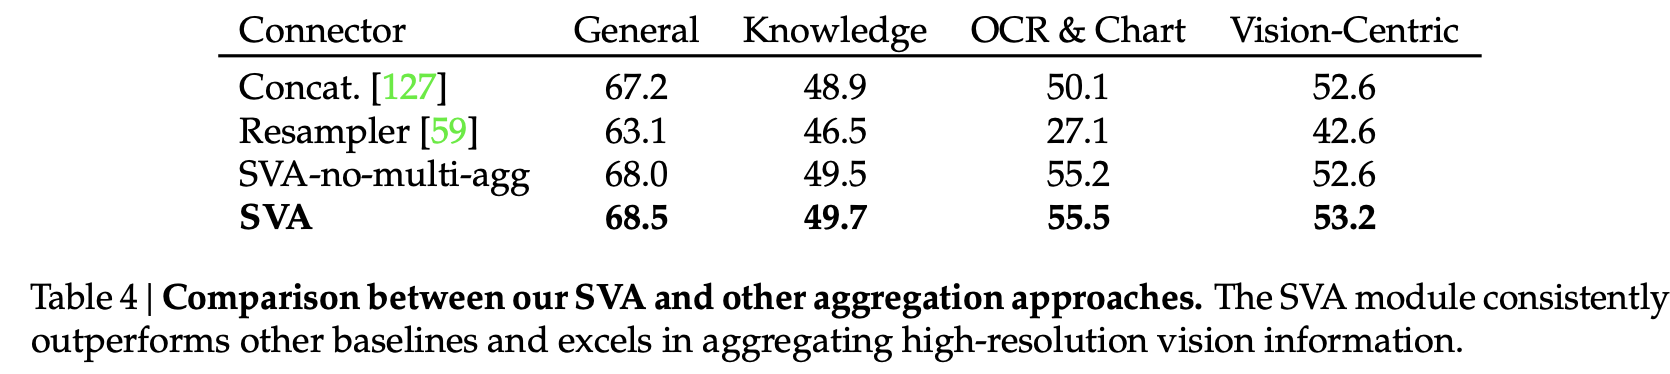 Connector General Knowledge OCR & Chart Vision-Centric
Concat. [127] 67.2 48.9 50.1 52.6
Resampler [59] 63.1 46.5 27.1 42.6
SVA-no-multi-agg 68.0 49.5 55.2 52.6
SVA 68.5 49.7 55.5 53.2
Table 4 | Comparison between our SVA and other aggregation approaches. The SVA module consistently
outperforms other baselines and excels in aggregating high-resolution vision information.